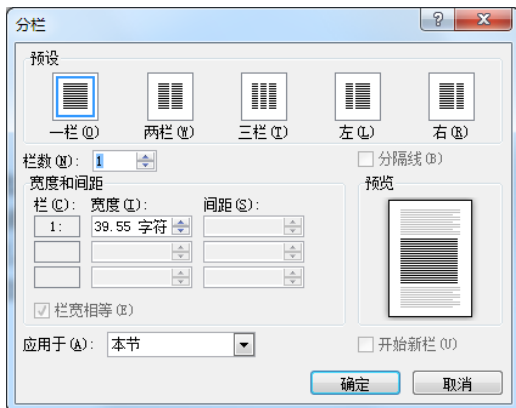 分栏
预设
一栏(O) 两栏(W) 三栏(T) 左(L) 右(R)
栏数(N): 1 分隔线(B)
宽度和间距 预览
栏(C): 宽度(I): 间距(S):
1: 39.55 字符
栏宽相等(E)
应用于(A): 本节 开始新栏(U)
确定 取消